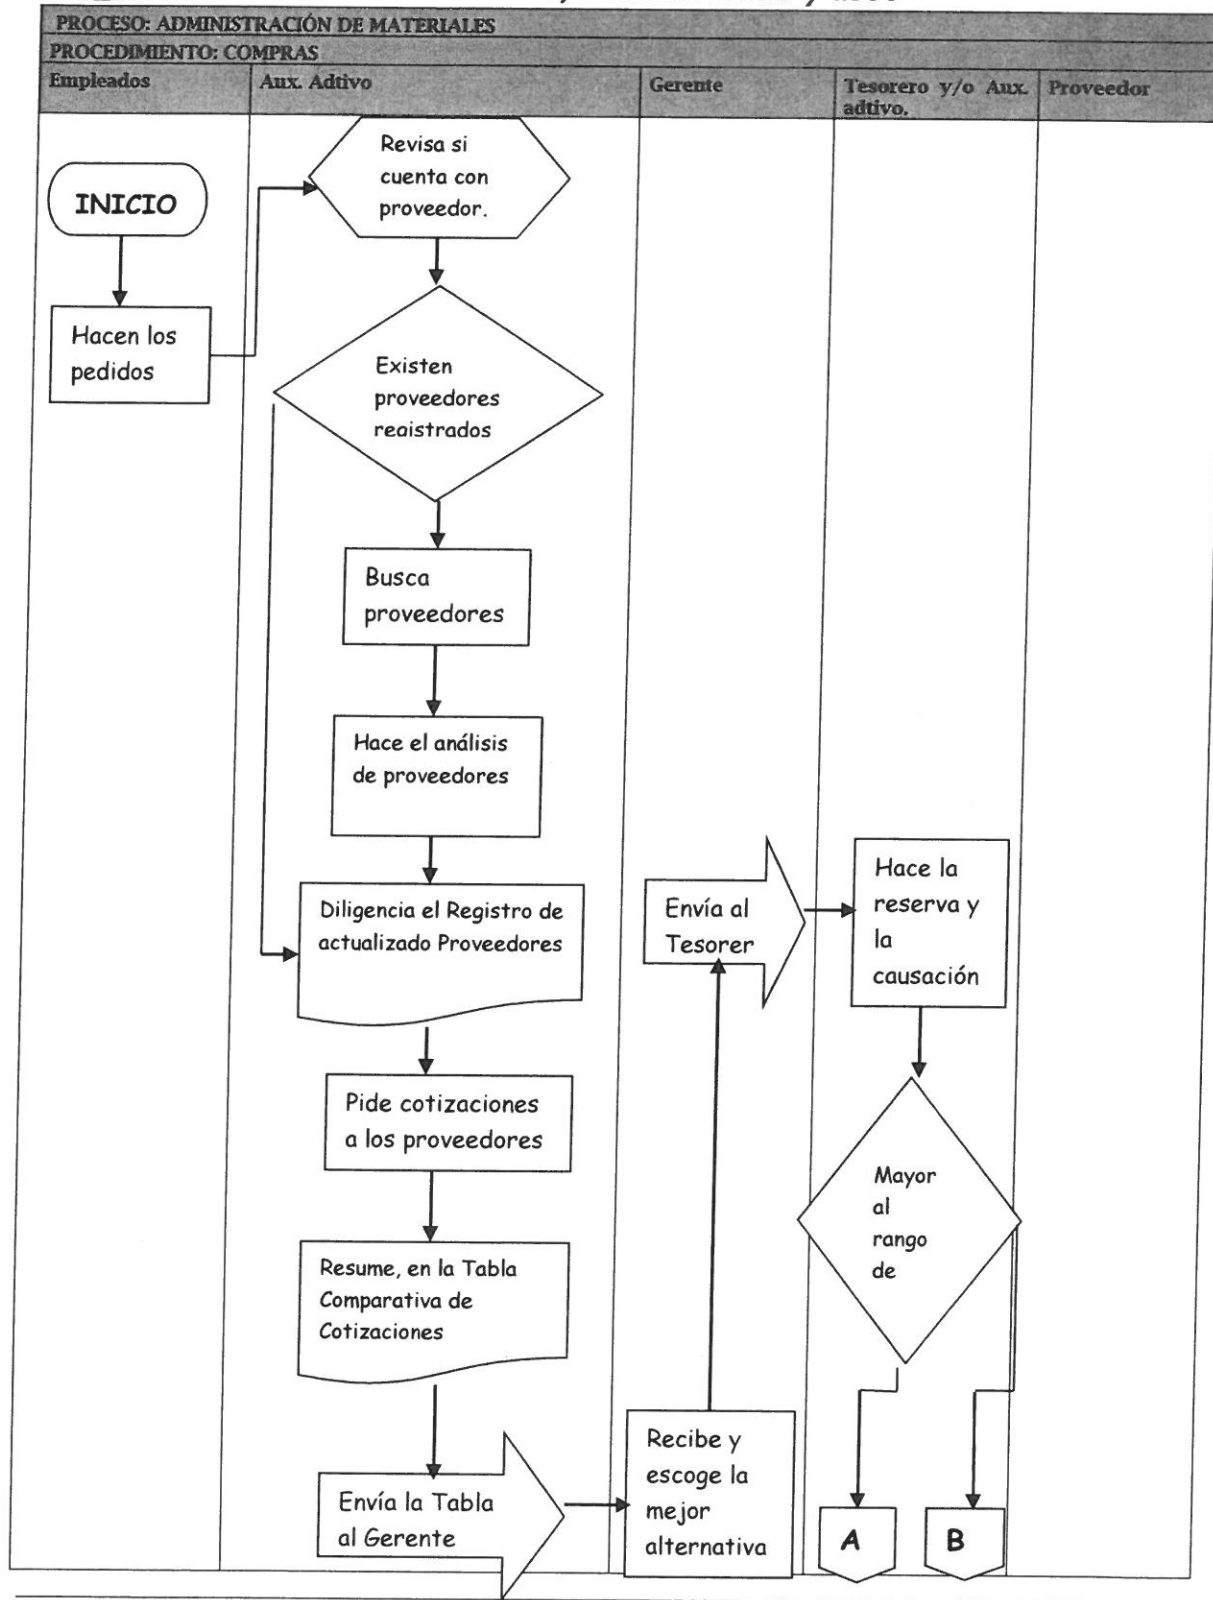 PROCESO: ADMINISTRACIÓN DE MATERIALES
PROCEDIMIENTO: COMPRAS
Empleados
Aux. Adtivo
Gerente
Tesorero y/o Aux.
adtivo.
Proveedor
INICIO
Hacen los
pedidos
Revisa si
cuenta con
proveedor.
Existen
proveedores
registrados
Busca
proveedores
Hace el análisis
de proveedores
Diligencia el Registro de
actualizado Proveedores
Pide cotizaciones
a los proveedores
Resume, en la Tabla
Comparativa de
Cotizaciones
Envía la Tabla
al Gerente
Recibe y
escoge la
mejor
alternativa
Envía al
Tesorer
Hace la
reserva y
la
causación
Mayor
al
rango
de
A
B